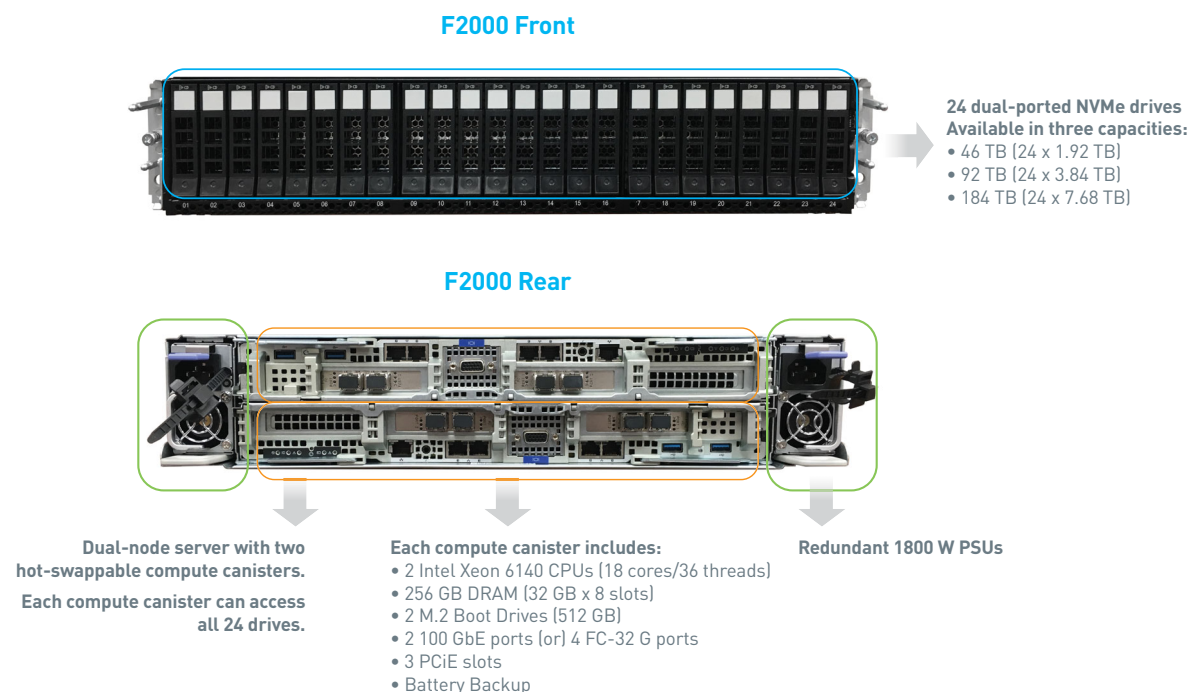 F2000 Front
01 02 03 04 05 06 07 08 09 10 11 12 13 14 15 16 17 18 19 20 21 22 23 24
24 dual-ported NVMe drives
Available in three capacities:
• 46 TB (24 x 1.92 TB)
• 92 TB (24 x 3.84 TB)
• 184 TB (24 x 7.68 TB)
F2000 Rear
Dual-node server with two
hot-swappable compute canisters.
Each compute canister can access
all 24 drives.
Each compute canister includes:
• 2 Intel Xeon 6140 CPUs (18 cores/36 threads)
• 256 GB DRAM (32 GB x 8 slots)
• 2 M.2 Boot Drives (512 GB)
• 2 100 GbE ports (or) 4 FC-32 G ports
• 3 PCiE slots
• Battery Backup
Redundant 1800 W PSUs